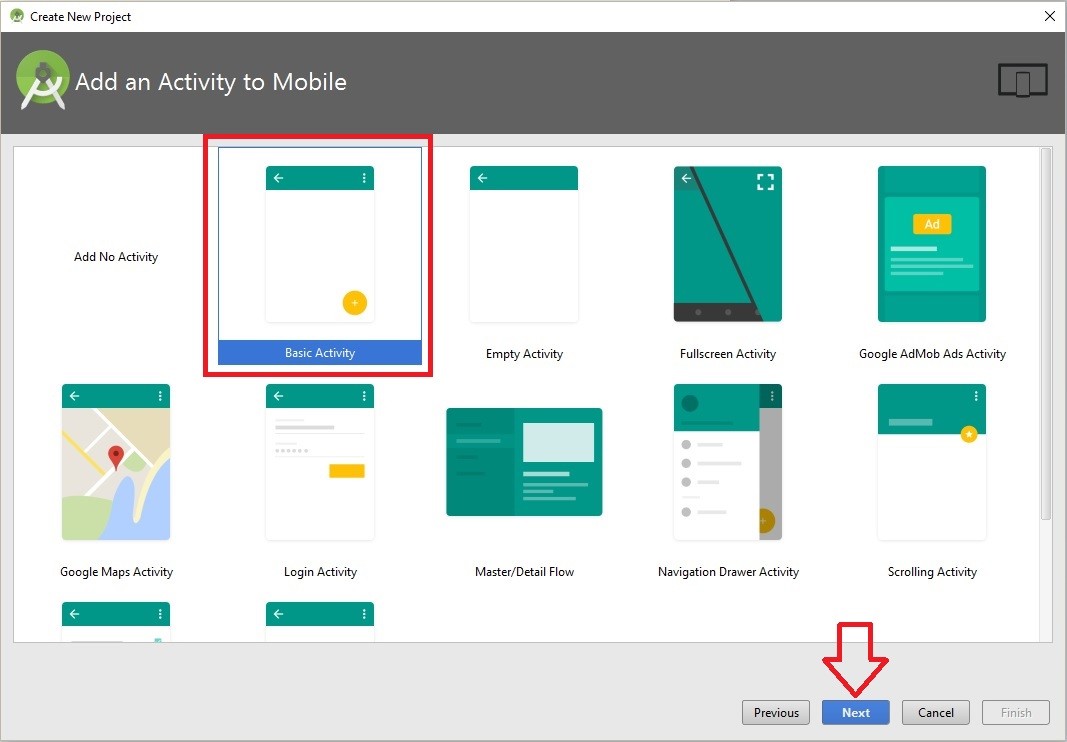 Create New Project
Add an Activity to Mobile
Add No Activity
Basic Activity
Empty Activity
Fullscreen Activity
Ad
Google AdMob Ads Activity
Google Maps Activity
Login Activity
Master/Detail Flow
Navigation Drawer Activity
Scrolling Activity
Previous
Next
Cancel
Finish